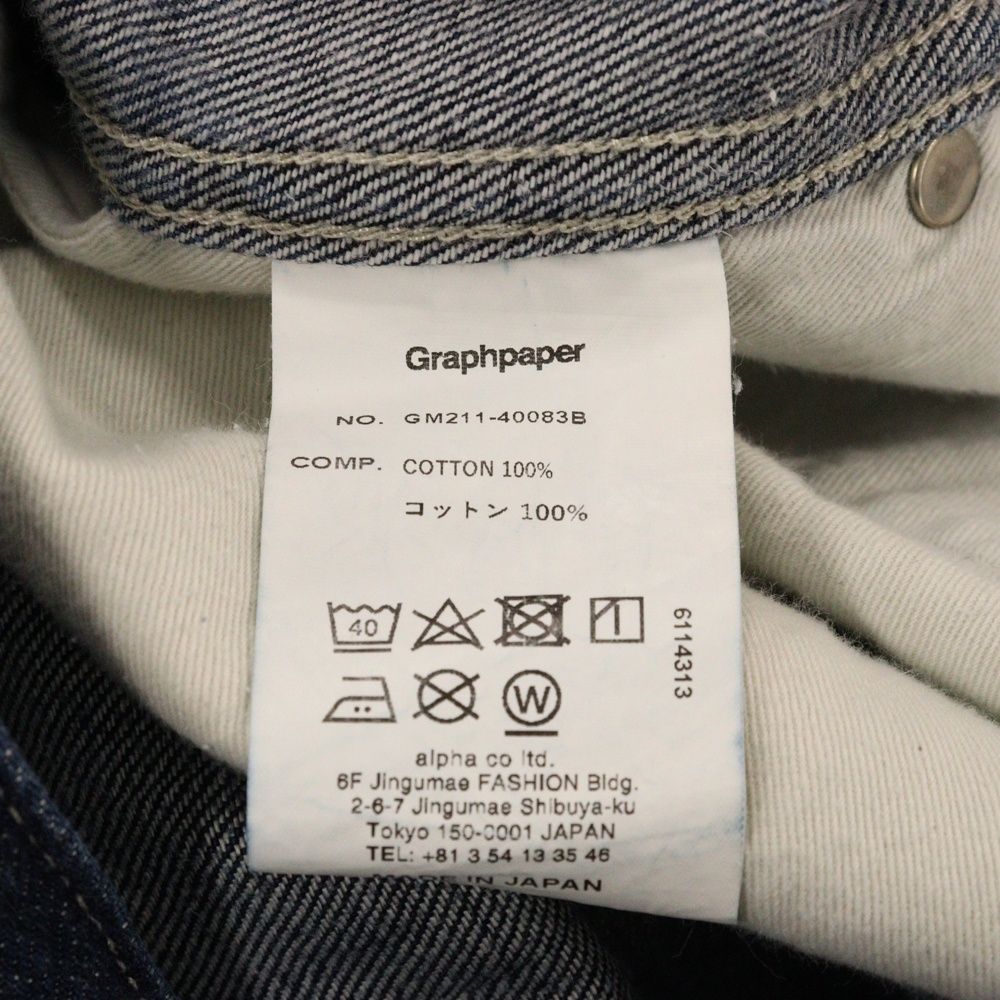 Graphpaper
NO. GM211-40083B
COMP. COTTON 100%
コットン 100%
40
6114313
W
alpha co ltd.
6F Jingumae FASHION Bldg.
2-6-7 Jingumae Shibuya-ku
Tokyo 150-0001 JAPAN
TEL: +81 3 54 13 35 46
MADE IN JAPAN